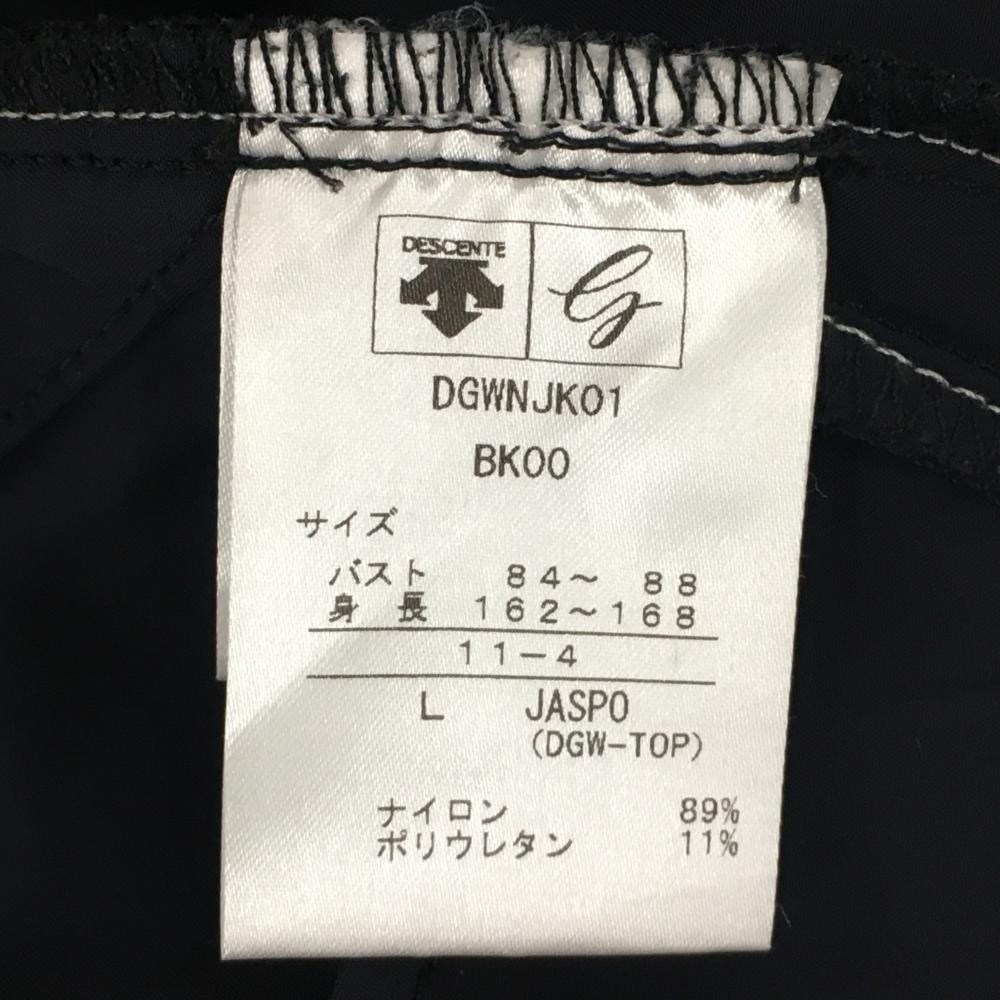 DESCENTE
G
DGWNJK01
BK00
サイズ
バスト 84～ 88
身 長 162～168
11-4
L JASPO
(DGW-TOP)
ナイロン 89%
ポリウレタン 11%